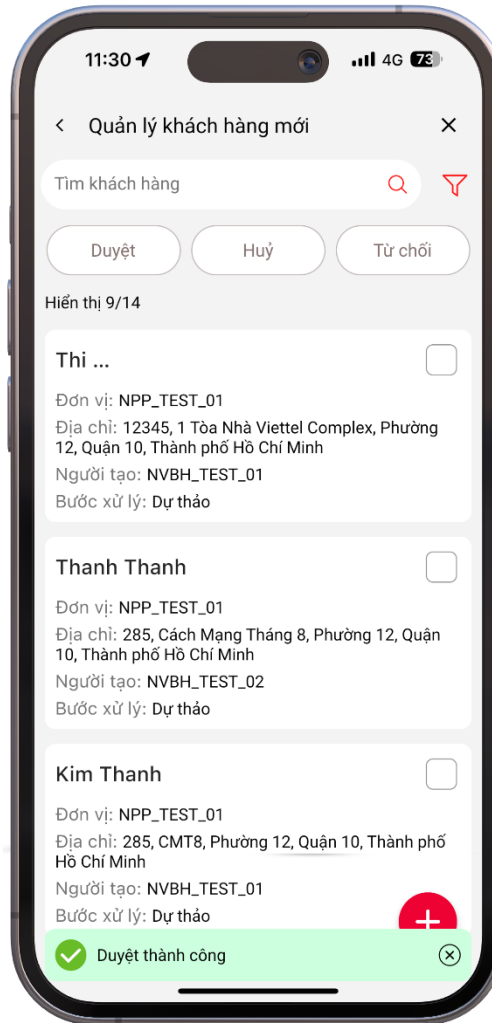 11:30
4G 73
Quản lý khách hàng mới
Tìm khách hàng
Duyệt Huỷ Từ chối
Hiển thị 9/14
Thi ...
Đơn vị: NPP_TEST_01
Địa chỉ: 12345, 1 Tòa Nhà Viettel Complex, Phường
12, Quận 10, Thành phố Hồ Chí Minh
Người tạo: NVBH_TEST_01
Bước xử lý: Dự thảo
Thanh Thanh
Đơn vị: NPP_TEST_01
Địa chỉ: 285, Cách Mạng Tháng 8, Phường 12, Quận
10, Thành phố Hồ Chí Minh
Người tạo: NVBH_TEST_02
Bước xử lý: Dự thảo
Kim Thanh
Đơn vị: NPP_TEST_01
Địa chỉ: 285, CMT8, Phường 12, Quận 10, Thành phố
Hồ Chí Minh
Người tạo: NVBH_TEST_01
Bước xử lý: Dự thảo
Duyệt thành công